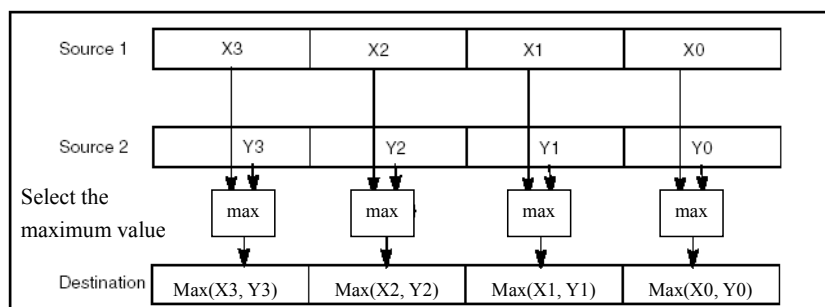 Source 1 X3 X2 X1 X0
Source 2 Y3 Y2 Y1 Y0
Select the
maximum value
max max max max
Destination Max(X3, Y3) Max(X2, Y2) Max(X1, Y1) Max(X0, Y0)